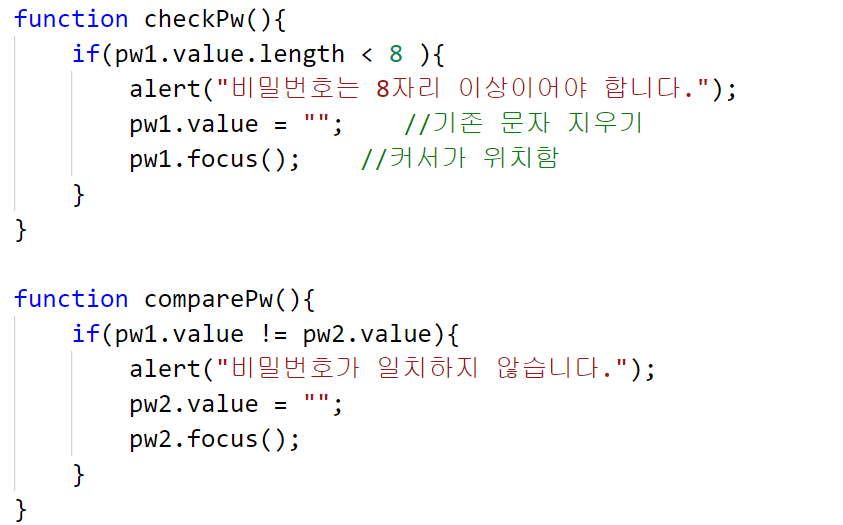 function checkPw(){
if(pw1.value.length < 8 ){
alert("비밀번호는 8자리 이상이어야 합니다.");
pw1.value = ""; //기존 문자 지우기
pw1.focus(); //커서가 위치함
}
}
function comparePw(){
if(pw1.value != pw2.value){
alert("비밀번호가 일치하지 않습니다.");
pw2.value = "";
pw2.focus();
}
}